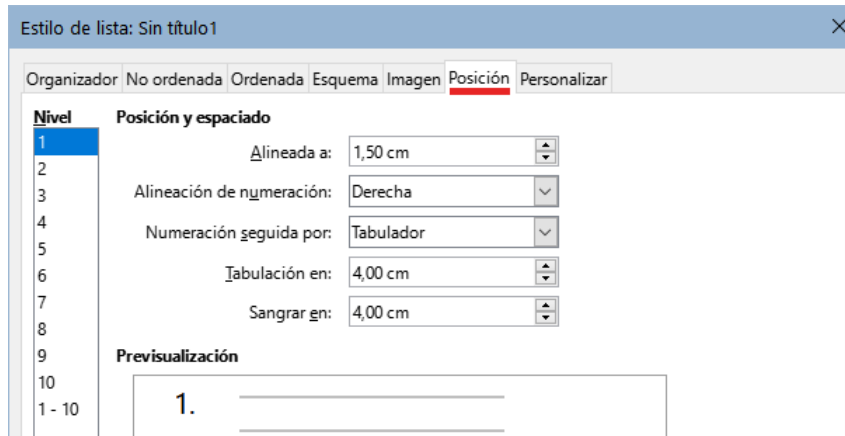 Estilo de lista: Sin título1
Organizador No ordenada Ordenada Esquema Imagen Posición Personalizar
Nivel Posición y espaciado
1 Alineada a: 1,50 cm
2
3 Alineación de numeración: Derecha
4 Numeración seguida por: Tabulador
5
6 Tabulación en: 4,00 cm
7 Sangrar en: 4,00 cm
8
9 Previsualización
10 1.
1 - 10